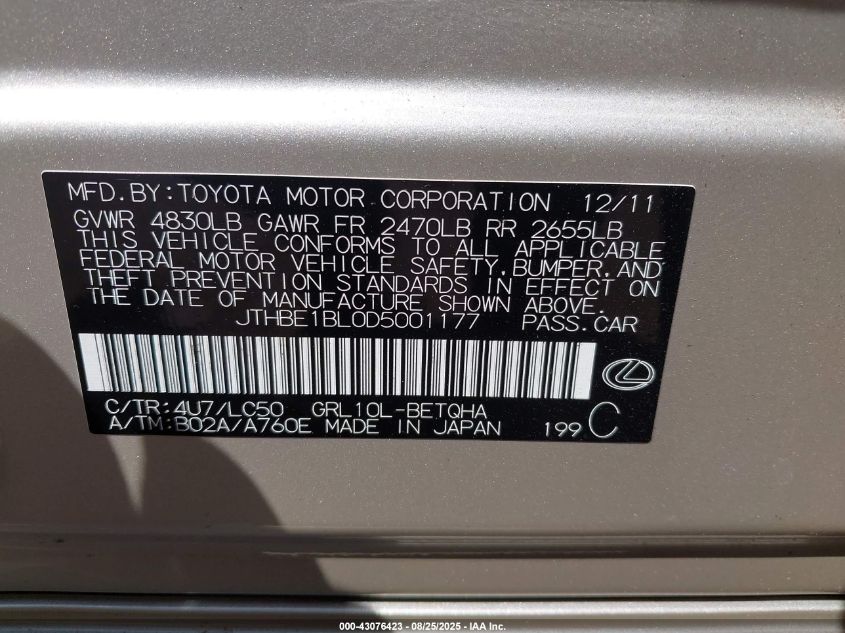 MFD.BY:TOYOTA MOTOR CORPORATION 12/11
GVWR 4830LB GAWR FR 2470LB RR 2655LB
THIS VEHICLE CONFORMS TO ALL APPLICABLE
FEDERAL MOTOR VEHICLE SAFETY,BUMPER,AND
THEFT PREVENTION STANDARDS IN EFFECT ON
THE DATE OF MANUFACTURE SHOWN ABOVE.
JTHBE1BL0D5001177 PASS.CAR
C/TR:4U7/LC50 GRL10L-BETQHA
A/TM:B02A/A760E MADE IN JAPAN 199 C
000-43076423 - 08/25/2025 - IAA Inc.